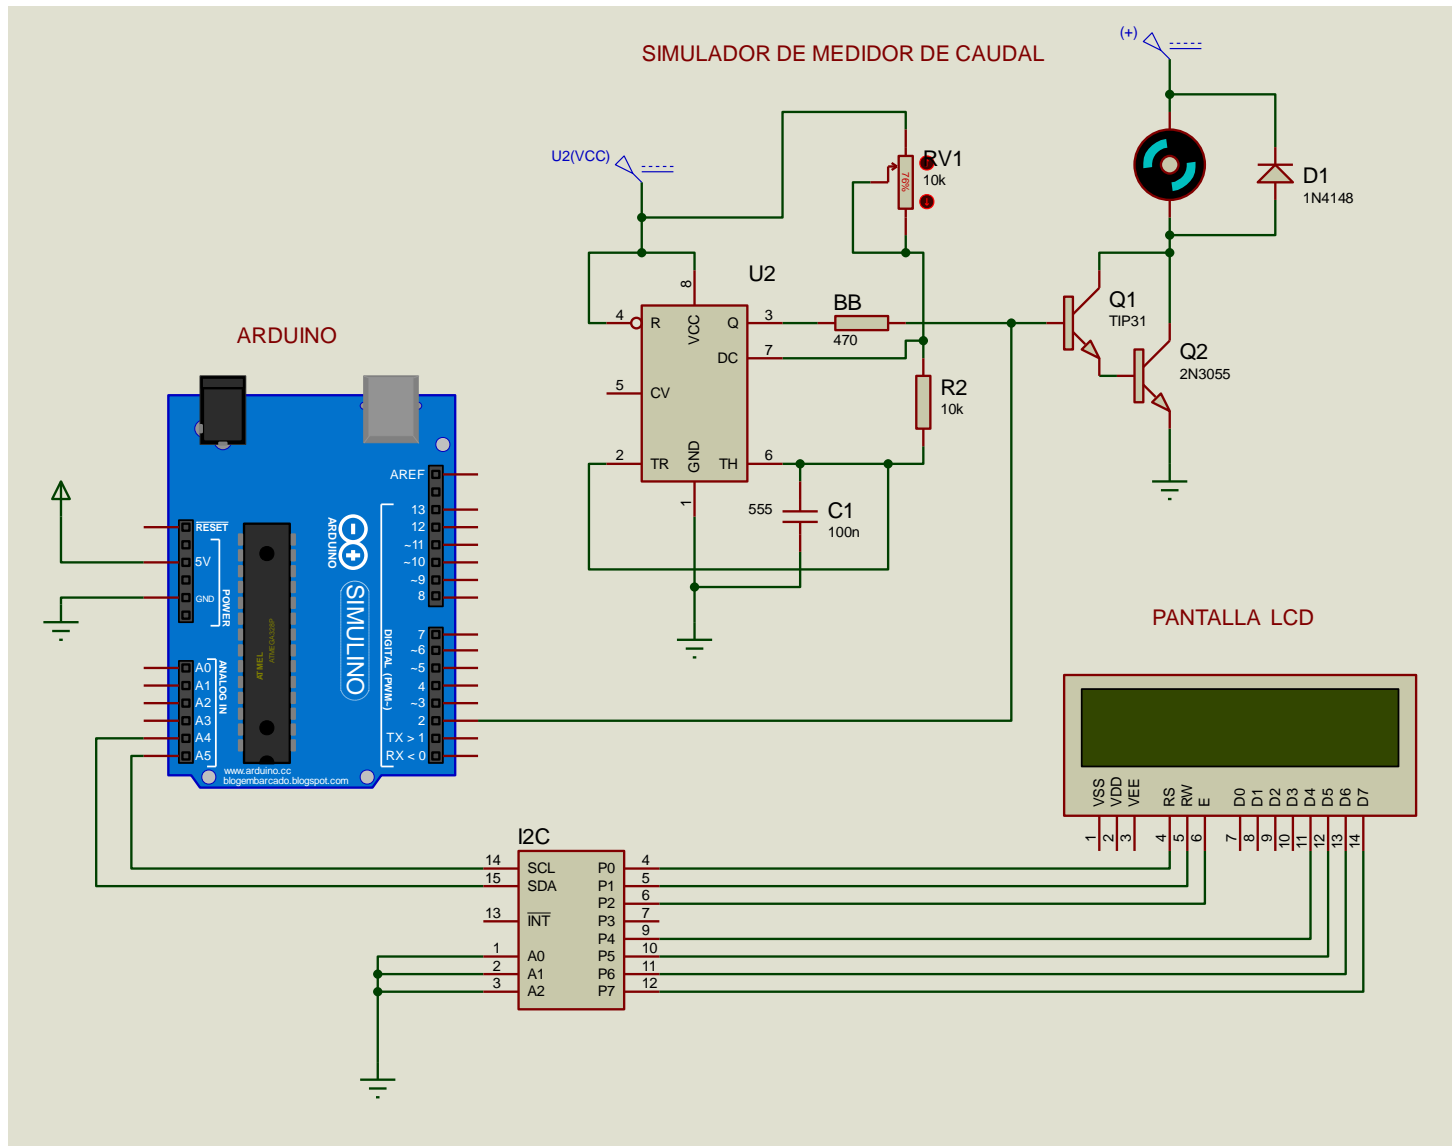 SIMULADOR DE MEDIDOR DE CAUDAL
(+)
U2(VCC)
RV1
10k
76%
D1
1N4148
U2
8
4
R
VCC
Q
3
BB
470
DC
7
5
CV
2
TR
GND
TH
6
1
R2
10k
555
C1
100n
Q1
TIP31
Q2
2N3055
ARDUINO
AREF
13
12
~11
~10
~9
8
7
~6
~5
4
~3
2
TX > 1
RX < 0
RESET
5V
GND
POWER
A0
A1
A2
A3
A4
A5
ANALOG IN
ATMEL
ATMEGA328P
ARDUINO
SIMULINO
DIGITAL (PWM~)
www.arduino.cc
blogembarcado.blogspot.com
PANTALLA LCD
VSS
VDD
VEE
RS
RW
E
D0
D1
D2
D3
D4
D5
D6
D7
1
2
3
4
5
6
7
8
9
10
11
12
13
14
I2C
14
SCL
P0
4
15
SDA
P1
5
P2
6
13
INT
P3
7
P4
9
1
A0
P5
10
2
A1
P6
11
3
A2
P7
12